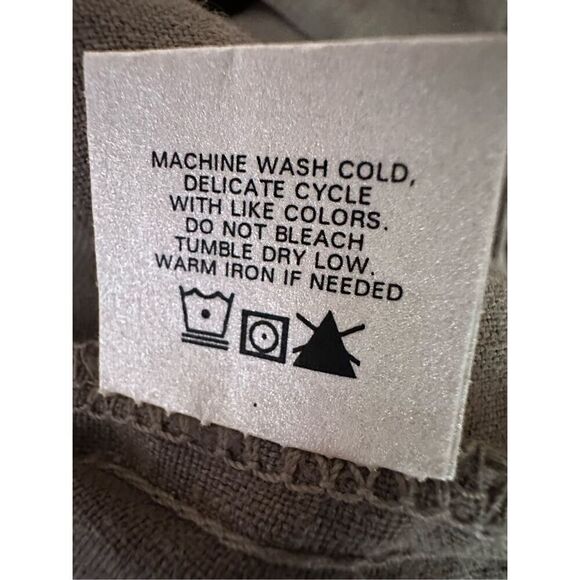 MACHINE WASH COLD,
DELICATE CYCLE
WITH LIKE COLORS.
DO NOT BLEACH
TUMBLE DRY LOW.
WARM IRON IF NEEDED